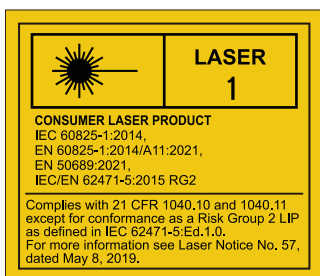 LASER
1
CONSUMER LASER PRODUCT
IEC 60825-1:2014,
EN 60825-1:2014/A11:2021,
EN 50689:2021,
IEC/EN 62471-5:2015 RG2
Complies with 21 CFR 1040.10 and 1040.11
except for conformance as a Risk Group 2 LIP
as defined in IEC 62471-5:Ed.1.0.
For more information see Laser Notice No. 57,
dated May 8, 2019.